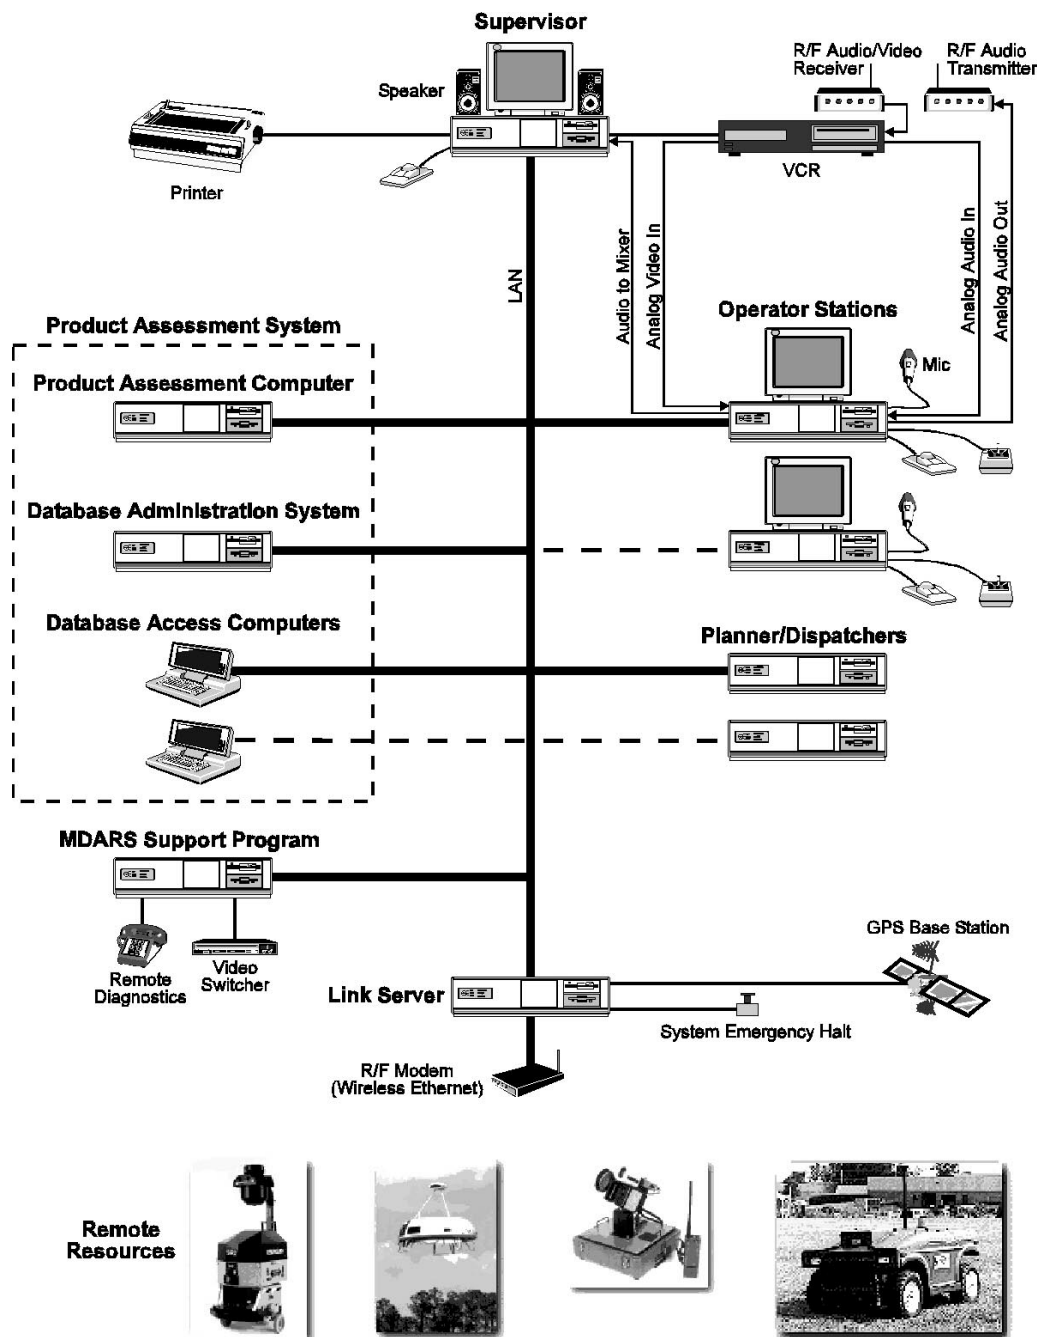 Supervisor
R/F Audio/Video
Receiver
R/F Audio
Transmitter
Speaker
Printer
VCR
LAN
Audio to Mixer
Analog Video In
Analog Audio In
Analog Audio Out
Product Assessment System
Operator Stations
Product Assessment Computer
Mic
Database Administration System
Database Access Computers
Planner/Dispatchers
MDARS Support Program
Remote
Diagnostics
Video
Switcher
GPS Base Station
Link Server
System Emergency Halt
R/F Modem
(Wireless Ethernet)
Remote
Resources